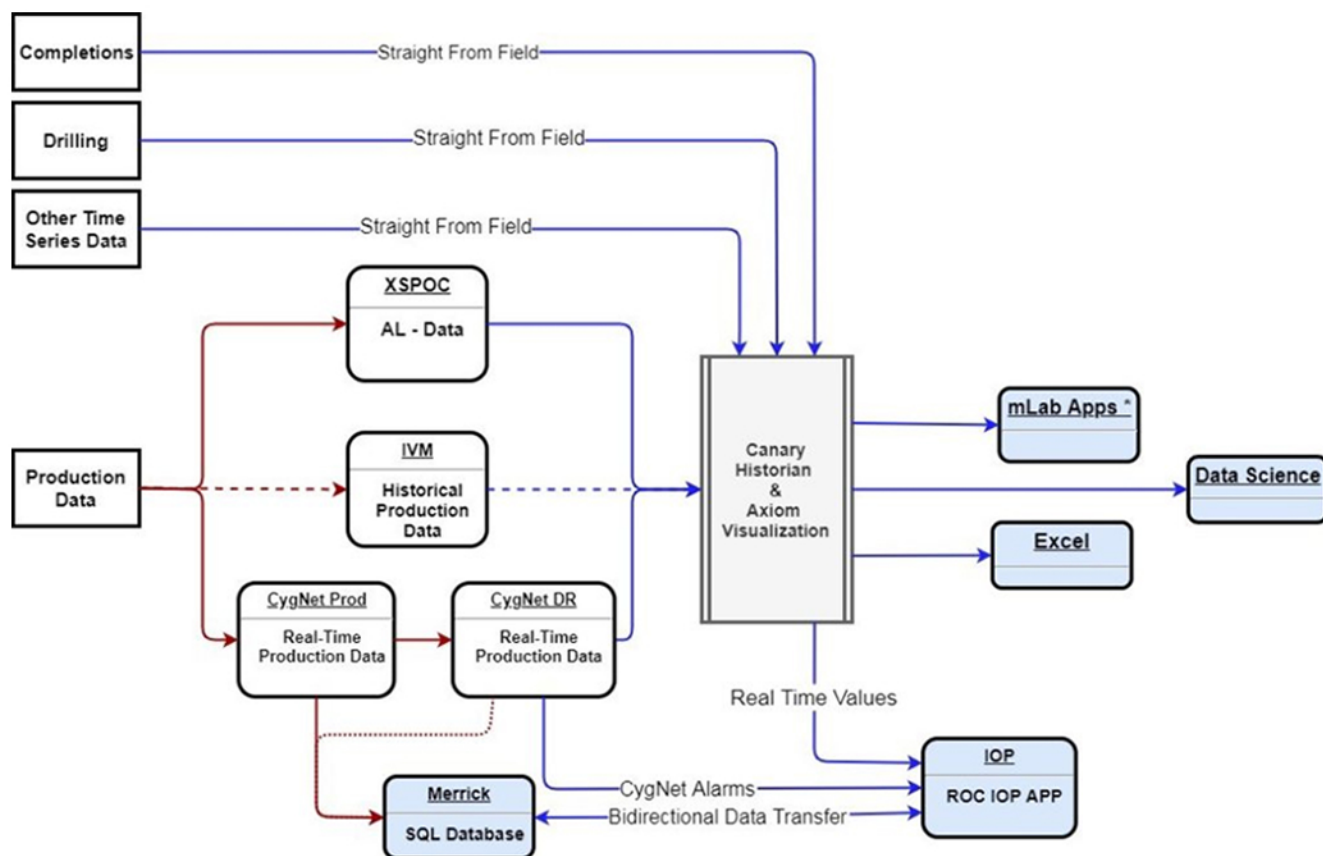 Completions
Straight From Field
Drilling
Straight From Field
Other Time
Series Data
Straight From Field
XSPOC
AL - Data
Production
Data
IVM
Historical
Production
Data
CygNet Prod
Real-Time
Production Data
CygNet DR
Real-Time
Production Data
Canary
Historian
&
Axiom
Visualization
mLab Apps *
Data Science
Excel
Real Time Values
IOP
ROC IOP APP
CygNet Alarms
Bidirectional Data Transfer
Merrick
SQL Database